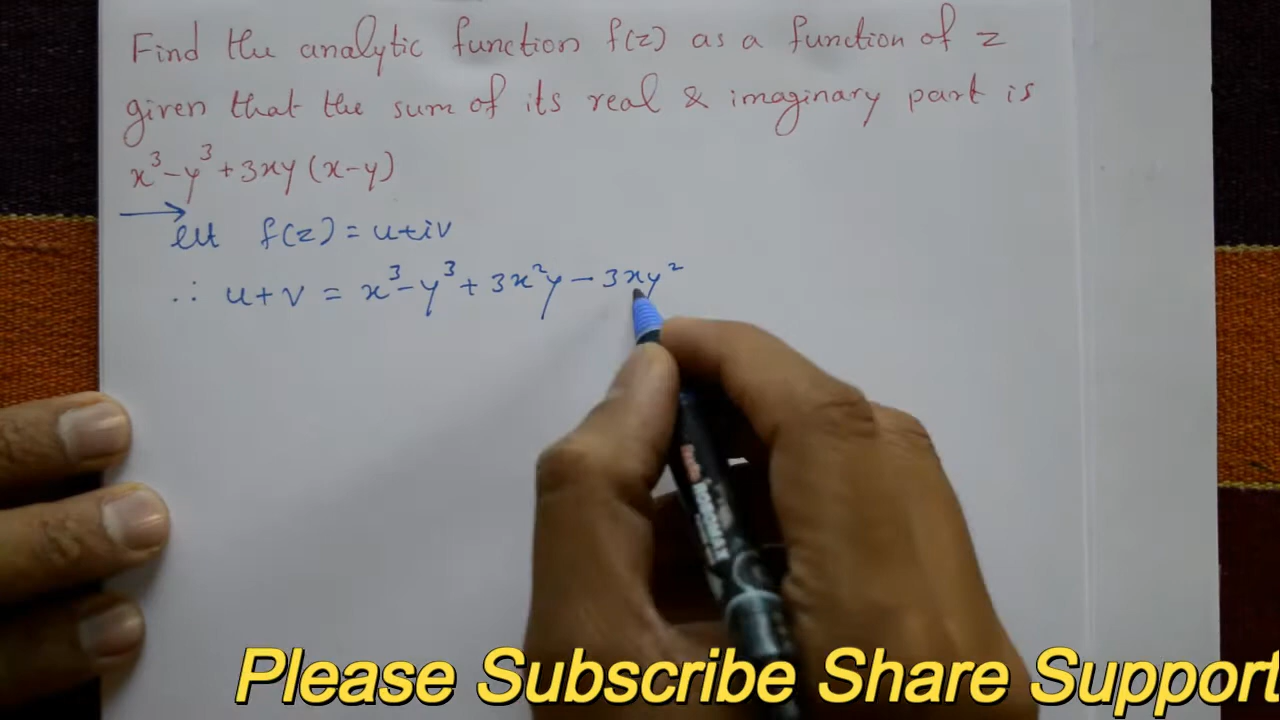 Find the analytic function f(z) as a function of z
given that the sum of its real & imaginary part is
x³-y³+3xy(x-y)
let f(z)=u+iv
∴ u+v = x³-y³+3x²y-3xy²
Please Subscribe Share Support